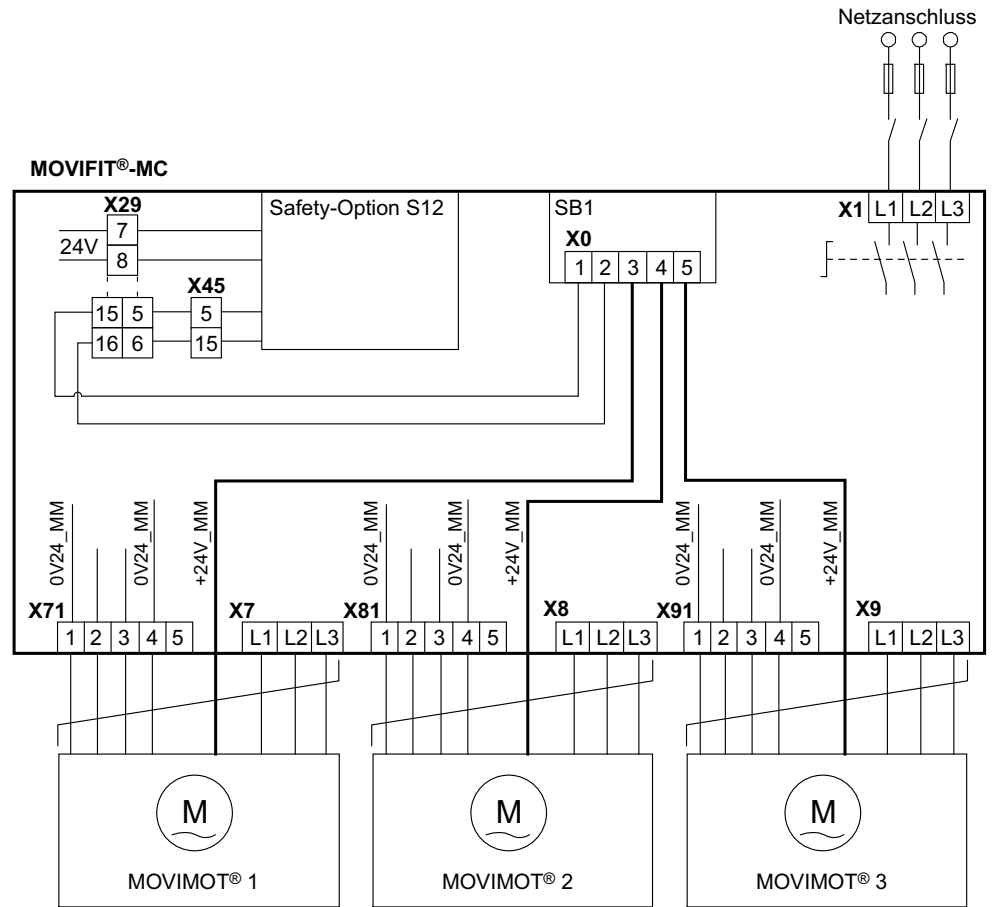 Netzanschluss
MOVIFIT®-MC
X29
7
24V
8
15 5
16 6
X45
5
15
Safety-Option S12
SB1
X0
1 2 3 4 5
X1 L1 L2 L3
0V24_MM
0V24_MM
+24V_MM
0V24_MM
0V24_MM
+24V_MM
0V24_MM
0V24_MM
+24V_MM
X71
1 2 3 4 5
X7
L1 L2 L3
X81
1 2 3 4 5
X8
L1 L2 L3
X91
1 2 3 4 5
X9
L1 L2 L3
M
MOVIMOT® 1
M
MOVIMOT® 2
M
MOVIMOT® 3